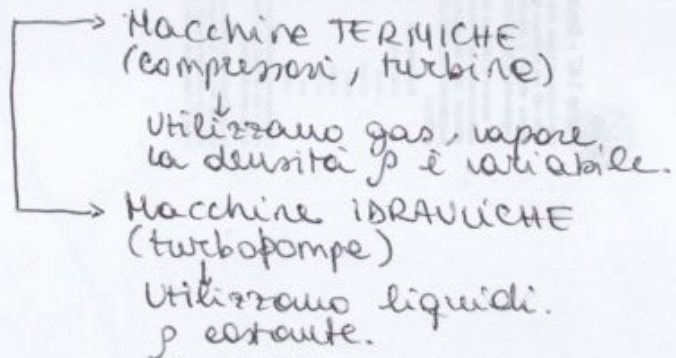 Macchine TERMICHE
(compressori, turbine)
Utilizzano gas, vapore
la densità ρ è variabile.
Macchine IDRAULICHE
(turbopompe)
Utilizzano liquidi.
ρ costante.